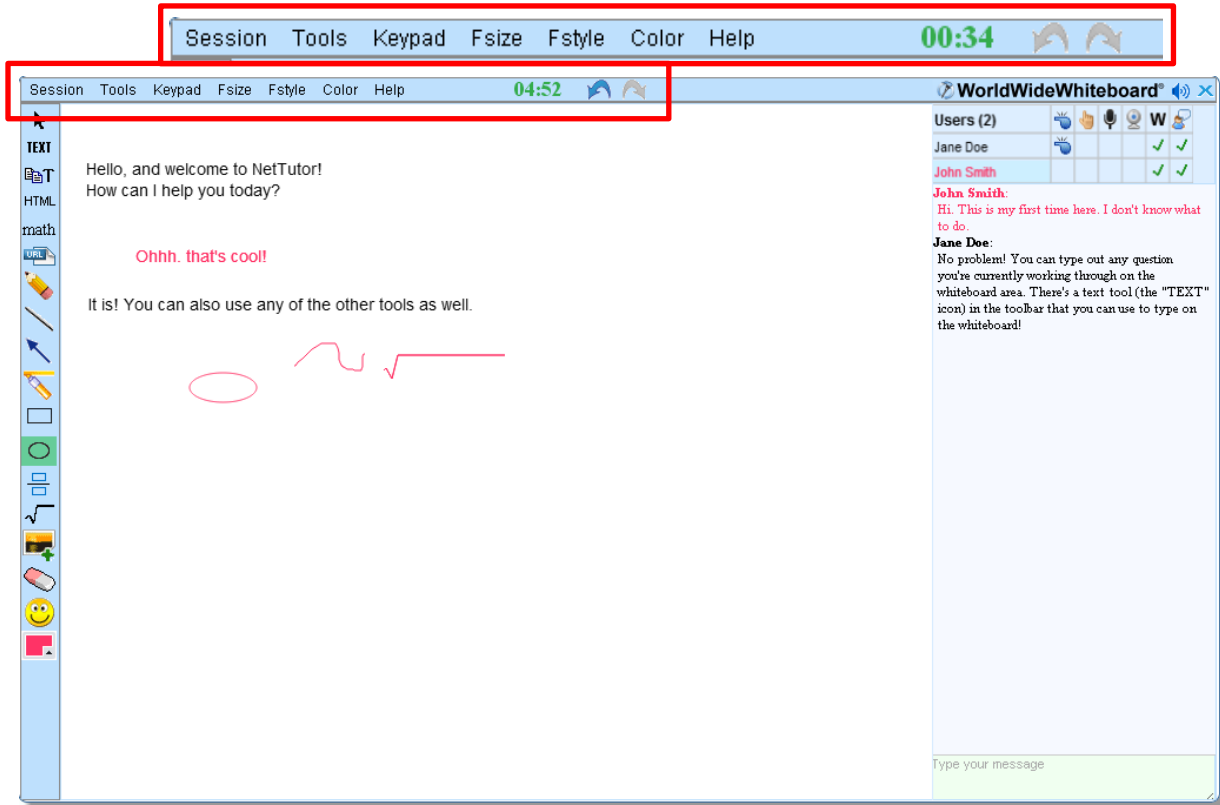 Session Tools Keypad Fsize Fstyle Color Help 00:34
Session Tools Keypad Fsize Fstyle Color Help 04:52
WorldWideWhiteboard®
TEXT
T
HTML
math
URL
Hello, and welcome to NetTutor!
How can I help you today?
Ohhh. that's cool!
It is! You can also use any of the other tools as well.
Users (2) W
Jane Doe
John Smith
John Smith:
Hi. This is my first time here. I don't know what
to do.
Jane Doe:
No problem! You can type out any question
you're currently working through on the
whiteboard area. There's a text tool (the "TEXT"
icon) in the toolbar that you can use to type on
the whiteboard!
Type your message